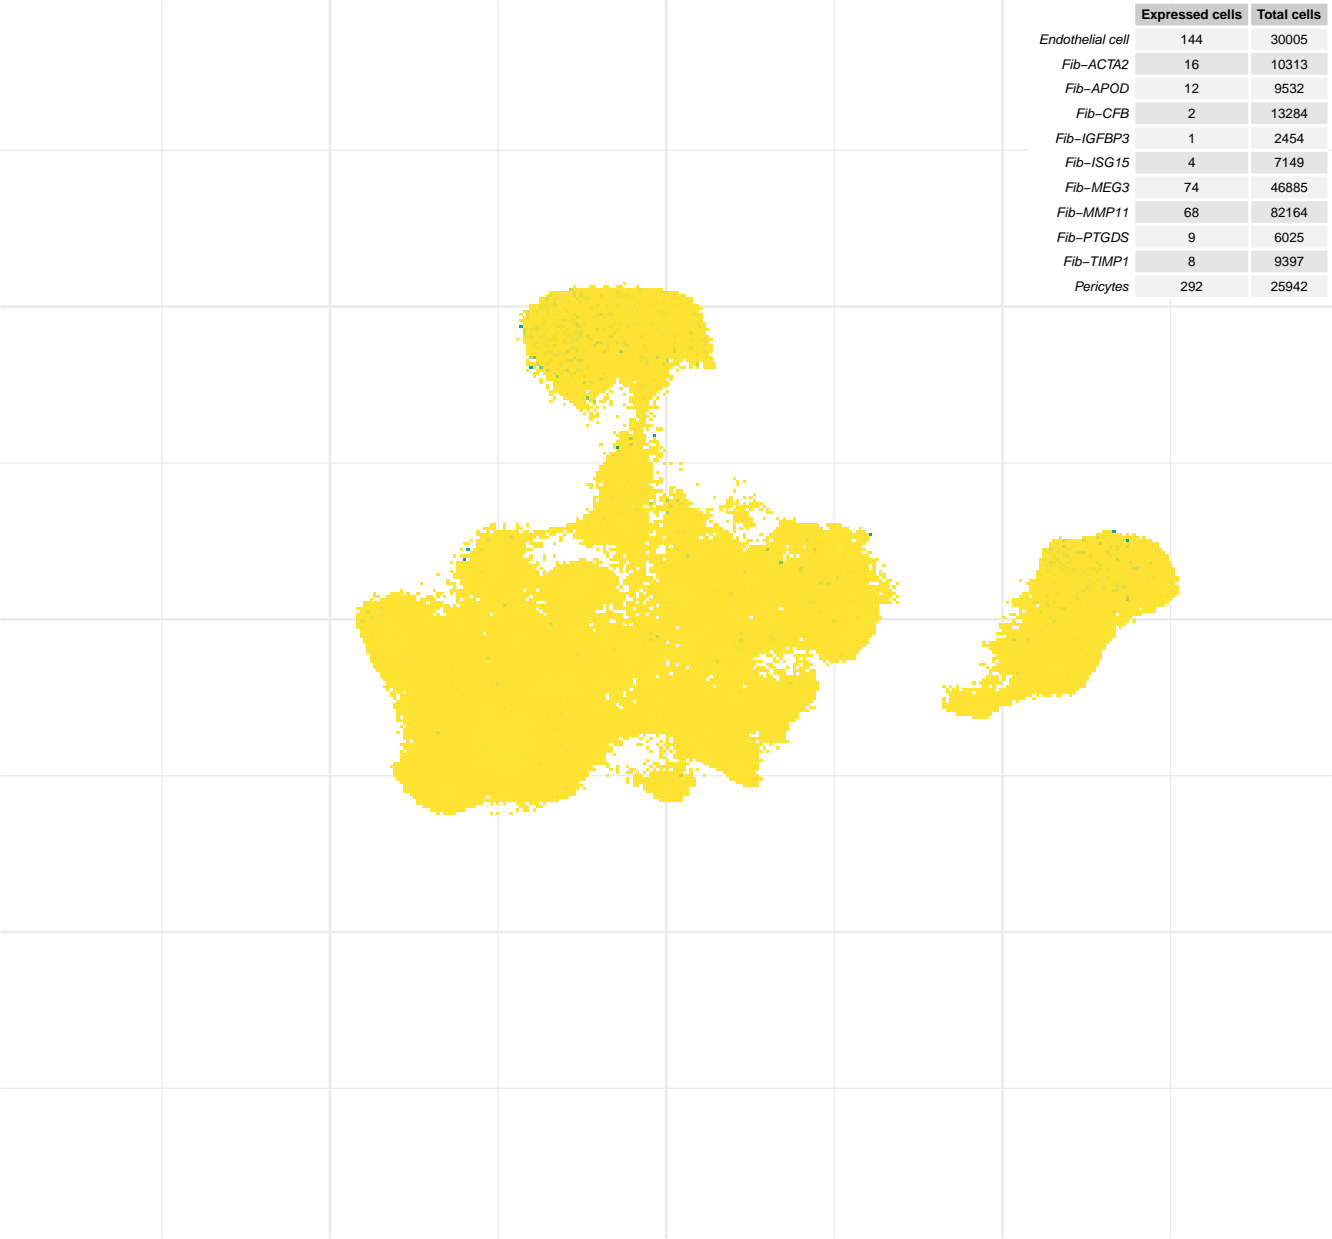 Expressed cells Total cells
Endothelial cell 144 30005
Fib−ACTA2 16 10313
Fib−APOD 12 9532
Fib−CFB 2 13284
Fib−IGFBP3 1 2454
Fib−ISG15 4 7149
Fib−MEG3 74 46885
Fib−MMP11 68 82164
Fib−PTGDS 9 6025
Fib−TIMP1 8 9397
Pericytes 292 25942